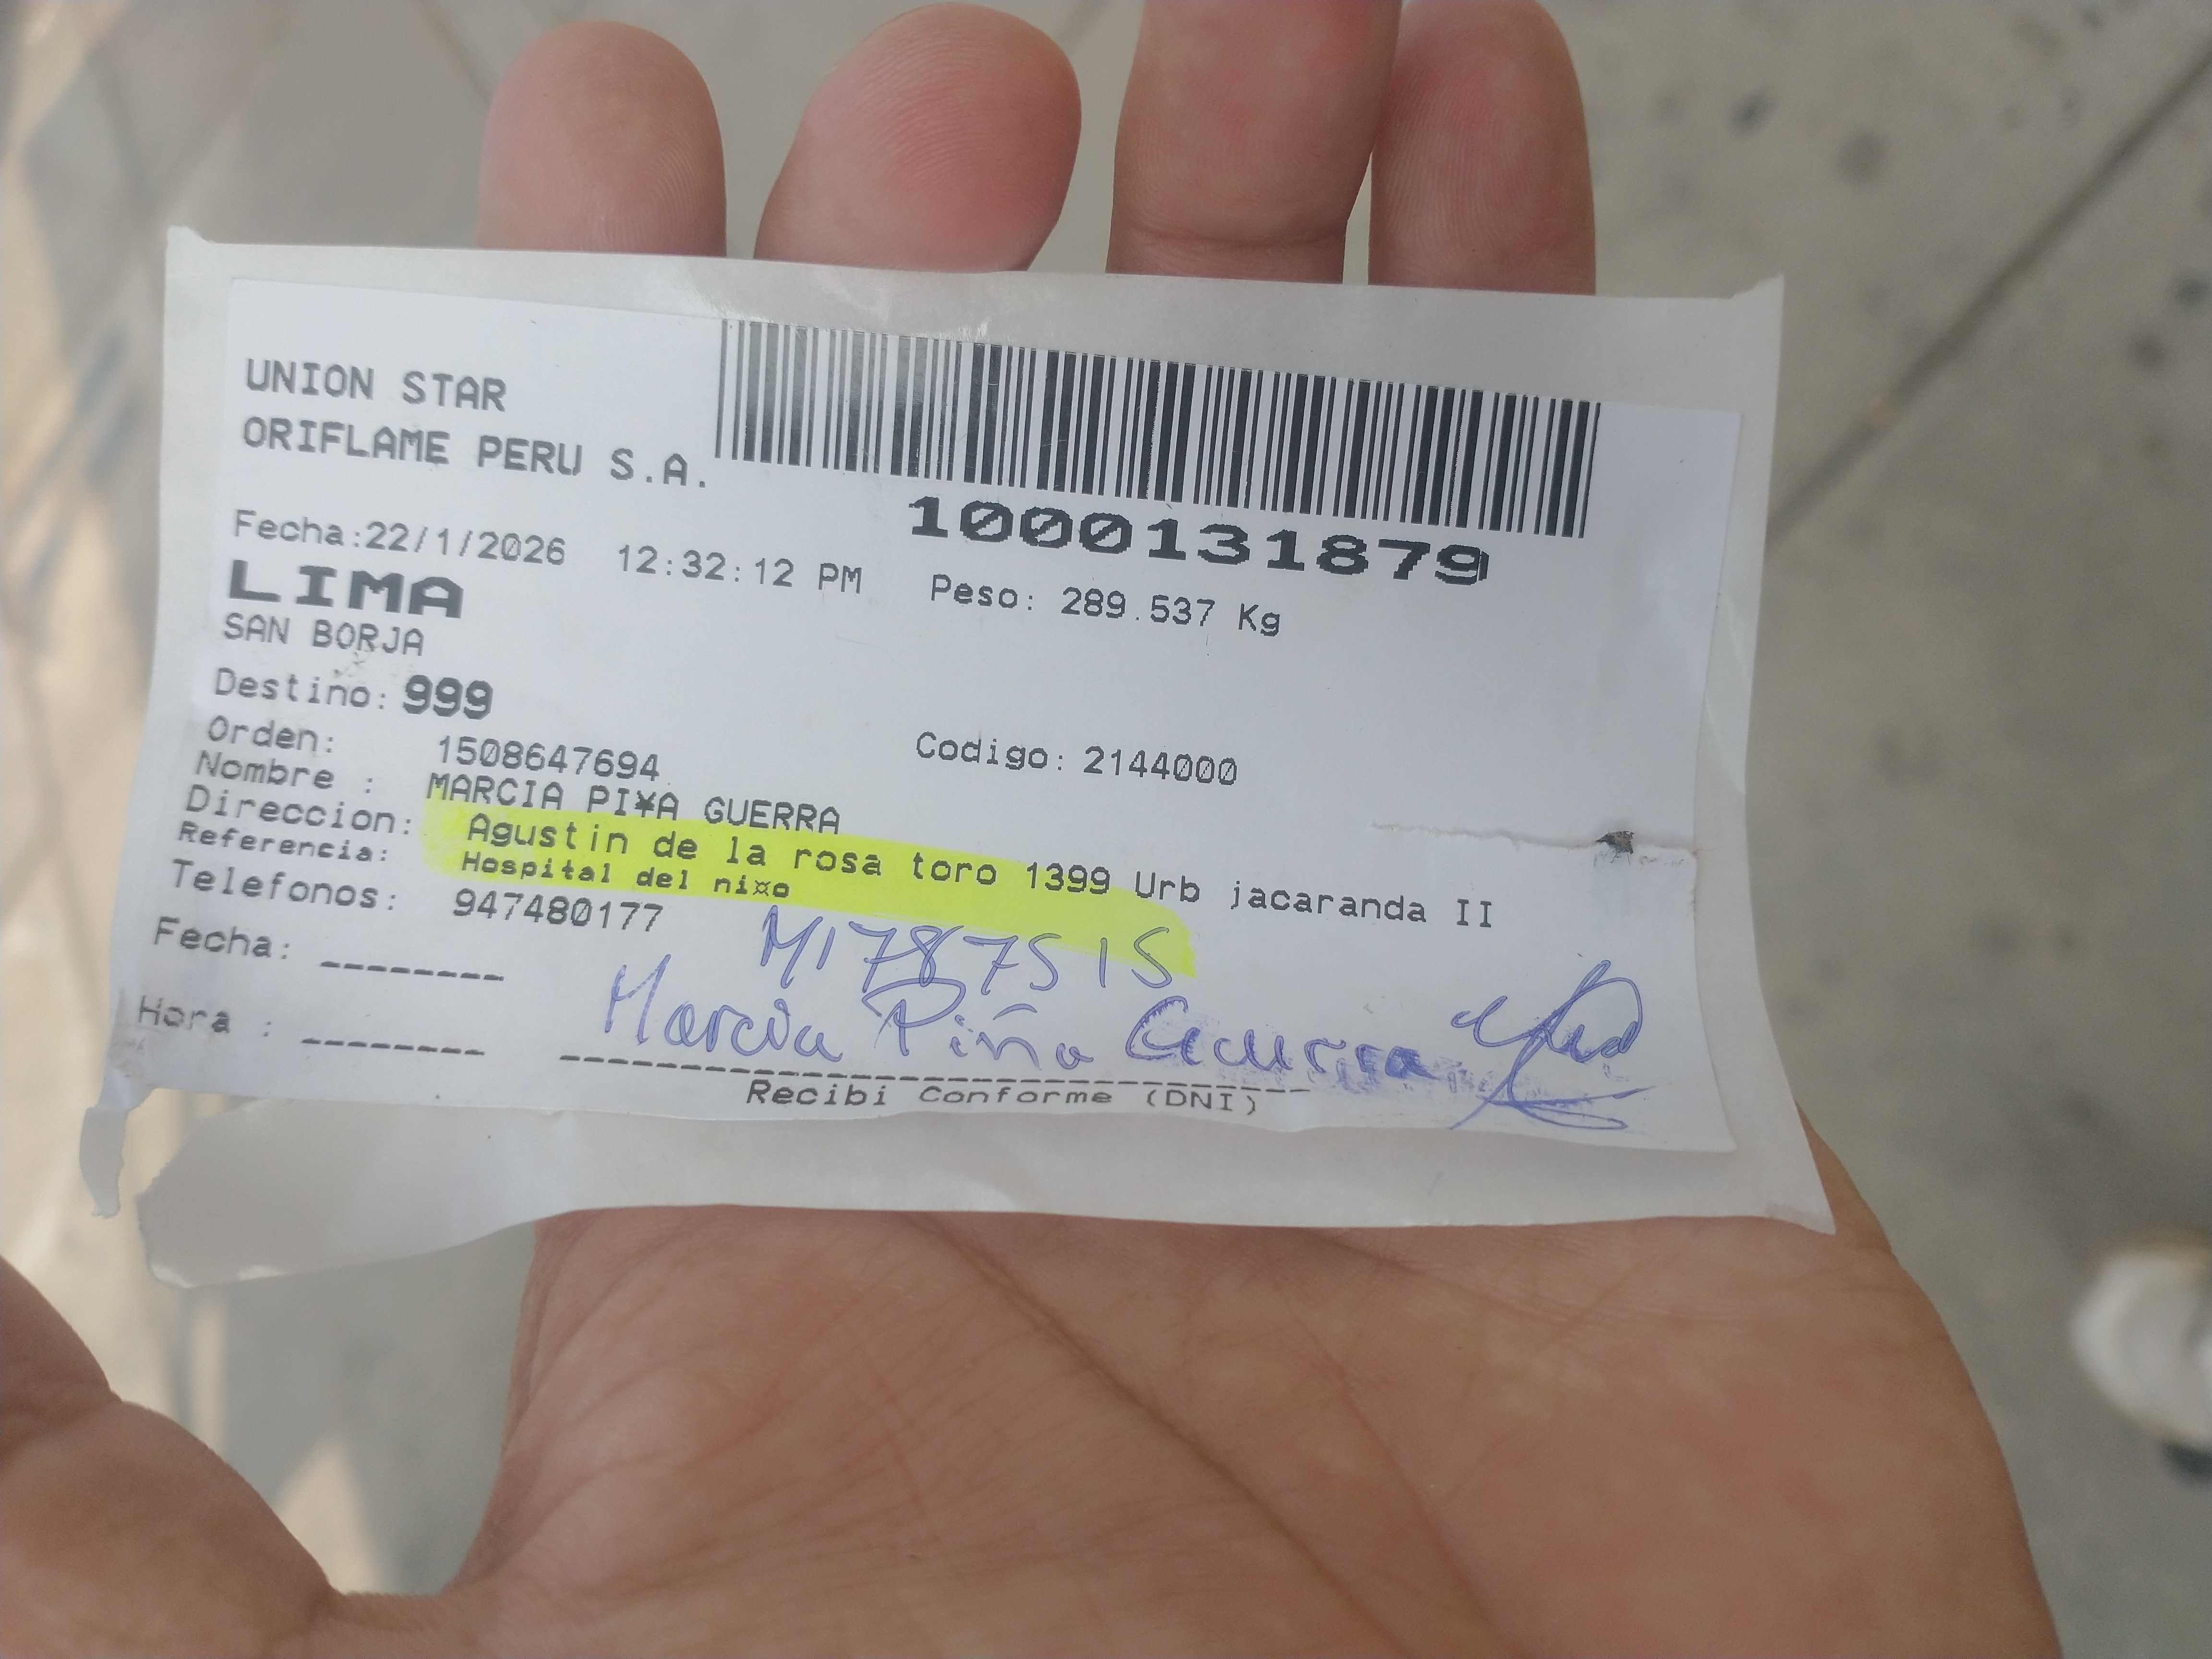 UNION STAR
ORIFLAME PERU S.A.
1000131879
Fecha:22/1/2026 12:32:12 PM Peso: 289.537 Kg
LIMA
SAN BORJA
Destino: 999
Orden: 1508647694 Codigo: 2144000
Nombre : MARCIA PI¥A GUERRA
Direccion: Agustin de la rosa toro 1399 Urb jacaranda II
Referencia: Hospital del ni¤o
Telefonos: 947480177
Fecha: --------
Hora : --------
Marcia Piña Guerra
Recibi Conforme (DNI)